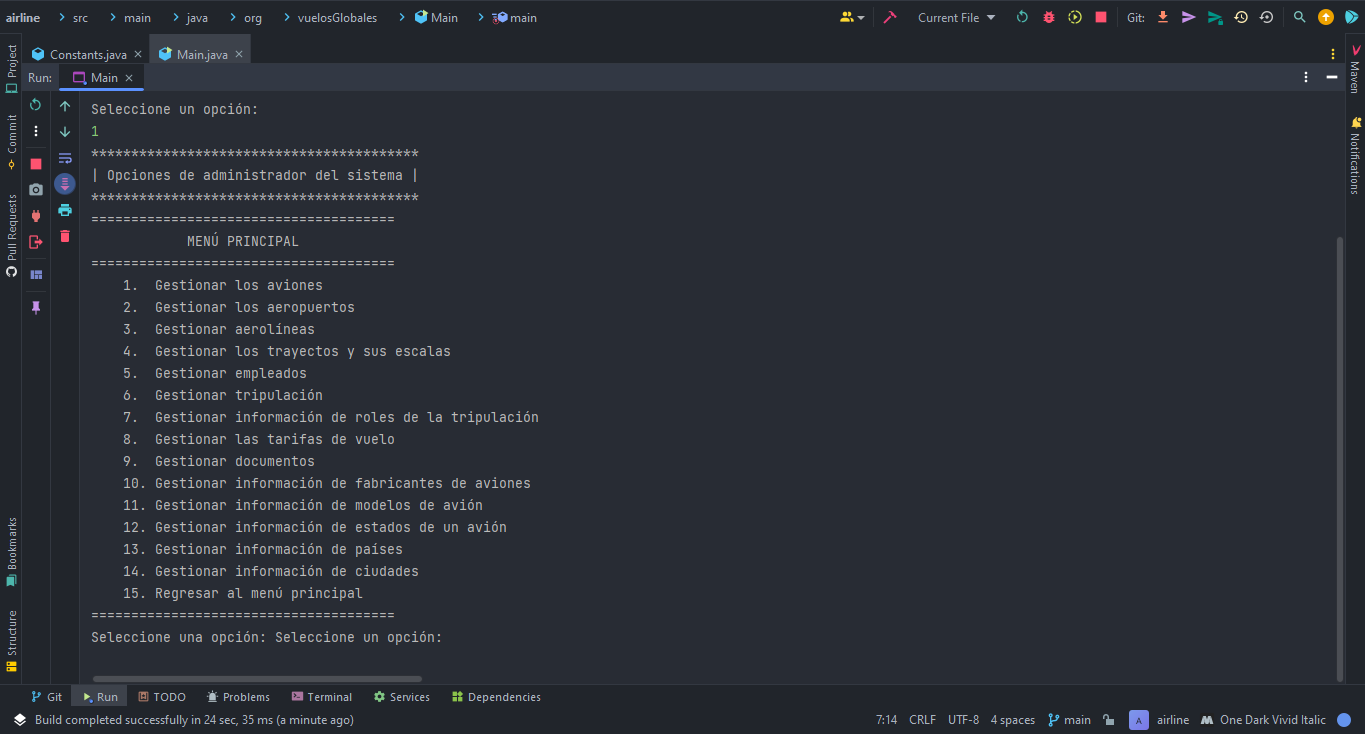 airline src main java org vuelosGlobales Main main Current File Git:
Constants.java Main.java
Run: Main
Project
Commit
Pull Requests
Bookmarks
Structure
Seleccione un opción:
1
*****************************************
| Opciones de administrador del sistema |
*****************************************
======================================
MENÚ PRINCIPAL
======================================
1. Gestionar los aviones
2. Gestionar los aeropuertos
3. Gestionar aerolineas
4. Gestionar los trayectos y sus escalas
5. Gestionar empleados
6. Gestionar tripulación
7. Gestionar información de roles de la tripulación
8. Gestionar las tarifas de vuelo
9. Gestionar documentos
10. Gestionar información de fabricantes de aviones
11. Gestionar información de modelos de avión
12. Gestionar información de estados de un avión
13. Gestionar información de países
14. Gestionar información de ciudades
15. Regresar al menú principal
======================================
Seleccione una opción: Seleccione un opción:
Maven
Notifications
Git Run TODO Problems Terminal Services Dependencies
Build completed successfully in 24 sec, 35 ms (a minute ago) 7:14 CRLF UTF-8 4 spaces main A airline One Dark Vivid Italic